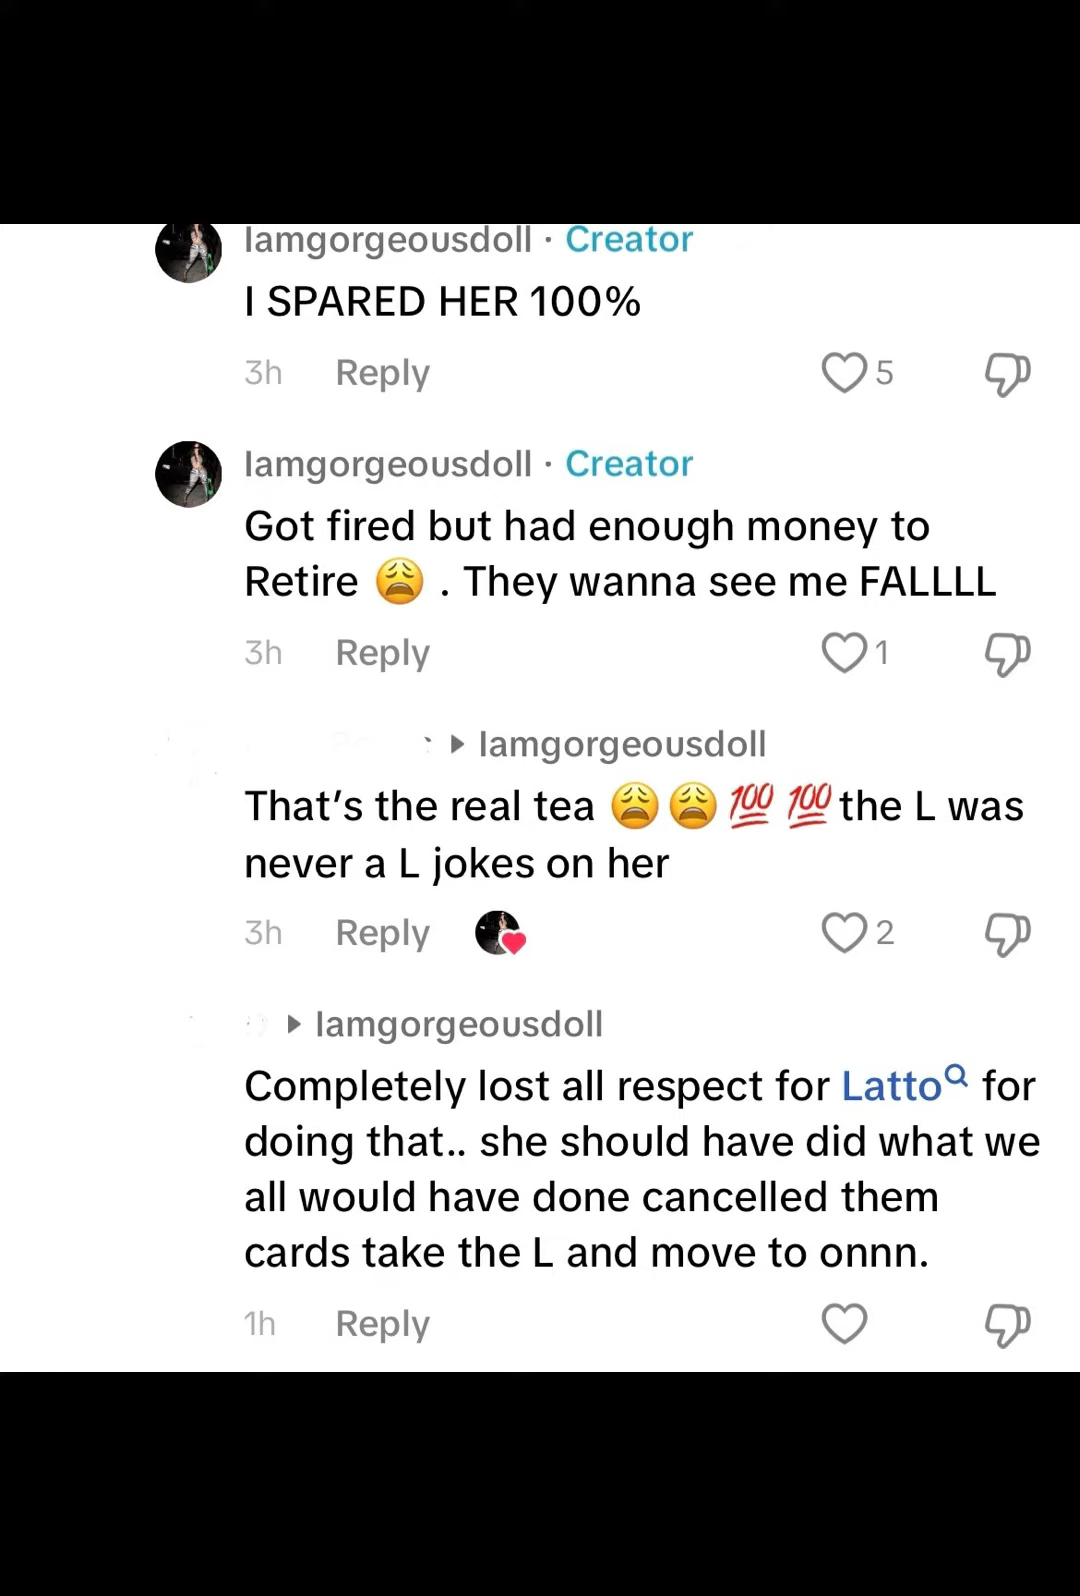 Iamgorgeousdoll · Creator
I SPARED HER 100%
3h Reply 5
Iamgorgeousdoll · Creator
Got fired but had enough money to
Retire 😩 . They wanna see me FALLLL
3h Reply 1
Iamgorgeousdoll
That's the real tea 😩 😩 💯 💯 the L was
never a L jokes on her
3h Reply 2
Iamgorgeousdoll
Completely lost all respect for Latto for
doing that.. she should have did what we
all would have done cancelled them
cards take the L and move to onnn.
1h Reply